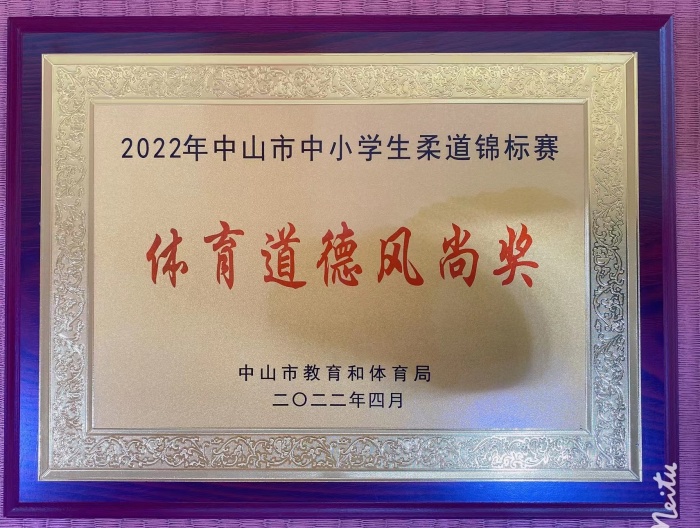 2022年中山市中小学生柔道锦标赛
体育道德风尚奖
中山市教育和体育局
二〇二二年四月
Meitu